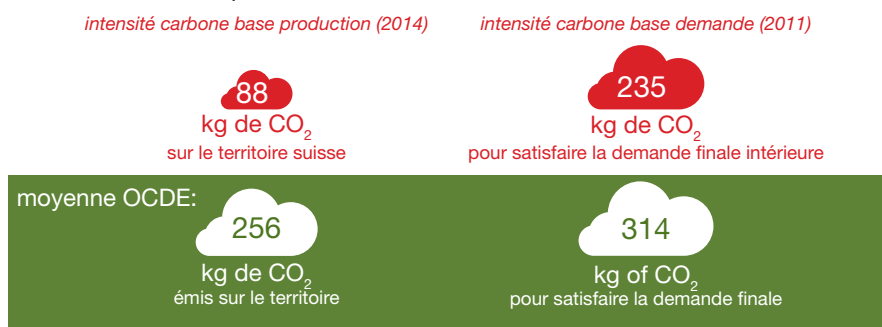 intensité carbone base production (2014)
intensité carbone base demande (2011)
88
kg de CO₂
sur le territoire suisse
235
kg de CO₂
pour satisfaire la demande finale intérieure
moyenne OCDE:
256
kg de CO₂
émis sur le territoire
314
kg of CO₂
pour satisfaire la demande finale